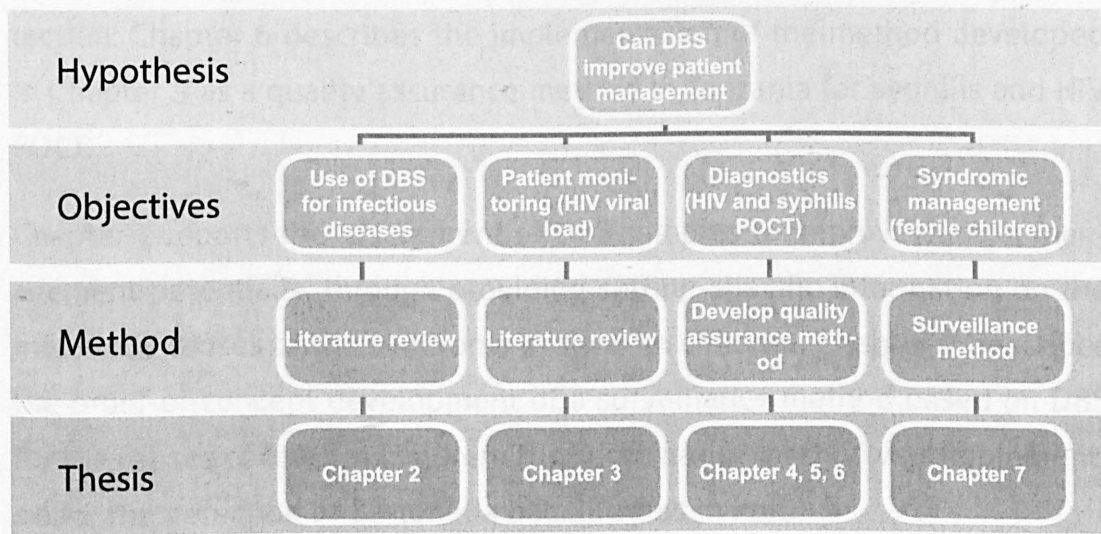 Hypothesis
Can DBS
improve patient
management
Objectives
Use of DBS
for infectious
diseases
Patient moni-
toring (HIV viral
load)
Diagnostics
(HIV and syphilis
POCT)
Syndromic
management
(febrile children)
Method
Literature review
Literature review
Develop quality
assurance meth-
od
Surveillance
method
Thesis
Chapter 2
Chapter 3
Chapter 4, 5, 6
Chapter 7